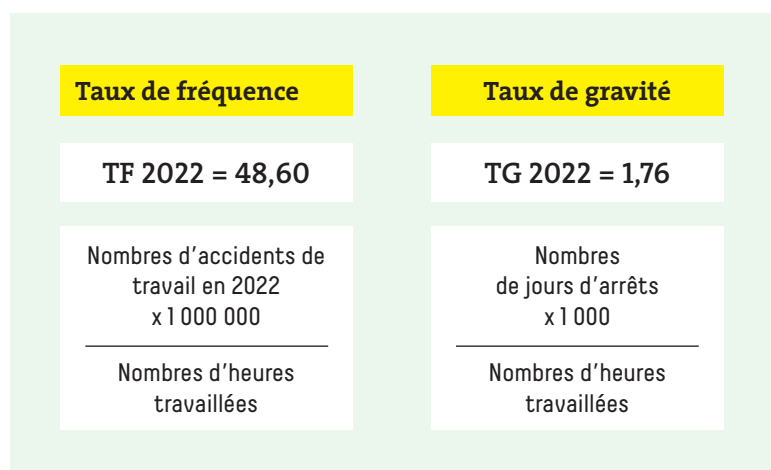 Taux de fréquence
TF 2022 = 48,60
Nombres d'accidents de
travail en 2022
x 1 000 000
Nombres d'heures
travaillées
Taux de gravité
TG 2022 = 1,76
Nombres
de jours d'arrêts
x 1 000
Nombres d'heures
travaillées